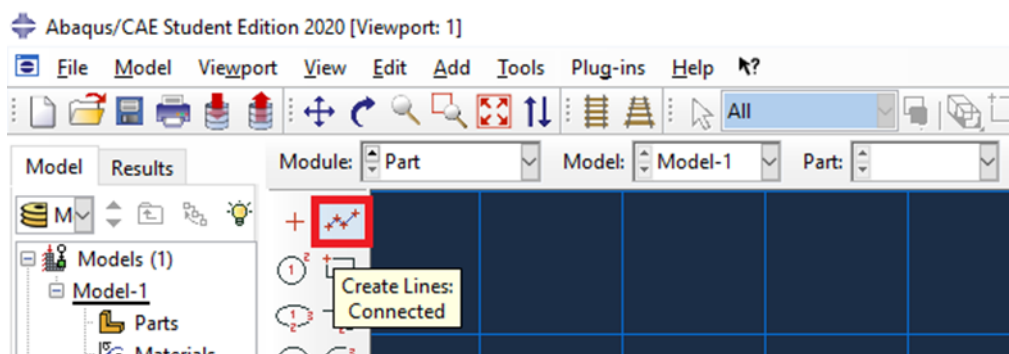 Abaqus/CAE Student Edition 2020 [Viewport: 1]
File Model Viewport View Edit Add Tools Plug-ins Help ?
All
Model Results Module: Part Model: Model-1 Part:
M
Models (1)
Model-1
Parts
Materials
Create Lines:
Connected